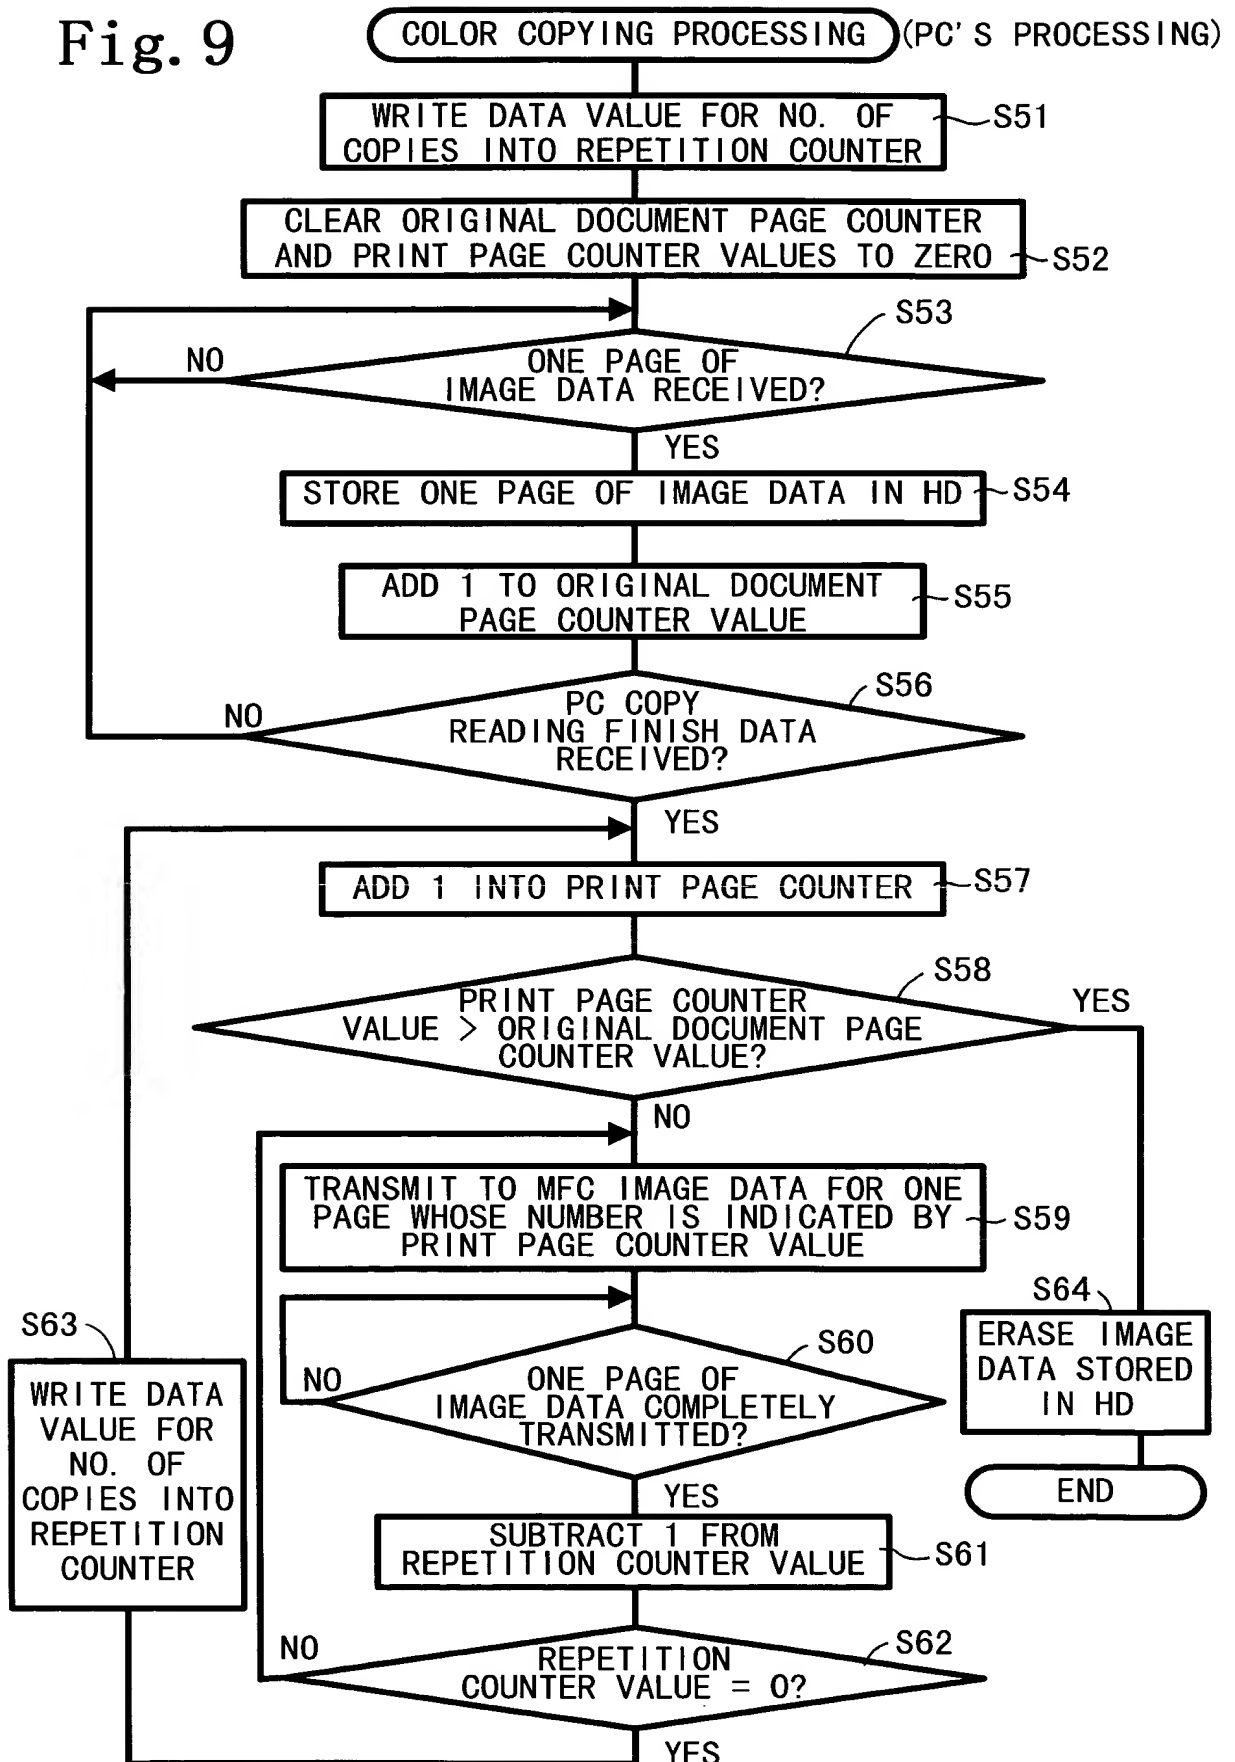 Fig. 9
COLOR COPYING PROCESSING (PC'S PROCESSING)
WRITE DATA VALUE FOR NO. OF
COPIES INTO REPETITION COUNTER
S51
CLEAR ORIGINAL DOCUMENT PAGE COUNTER
AND PRINT PAGE COUNTER VALUES TO ZERO
S52
S53
NO
ONE PAGE OF
IMAGE DATA RECEIVED?
YES
STORE ONE PAGE OF IMAGE DATA IN HD
S54
ADD 1 TO ORIGINAL DOCUMENT
PAGE COUNTER VALUE
S55
S56
NO
PC COPY
READING FINISH DATA
RECEIVED?
YES
ADD 1 INTO PRINT PAGE COUNTER
S57
S58
PRINT PAGE COUNTER
VALUE > ORIGINAL DOCUMENT PAGE
COUNTER VALUE?
YES
NO
TRANSMIT TO MFC IMAGE DATA FOR ONE
PAGE WHOSE NUMBER IS INDICATED BY
PRINT PAGE COUNTER VALUE
S59
S64
ERASE IMAGE
DATA STORED
IN HD
END
S63
WRITE DATA
VALUE FOR
NO. OF
COPIES INTO
REPETITION
COUNTER
S60
NO
ONE PAGE OF
IMAGE DATA COMPLETELY
TRANSMITTED?
YES
SUBTRACT 1 FROM
REPETITION COUNTER VALUE
S61
S62
NO
REPETITION
COUNTER VALUE = 0?
YES